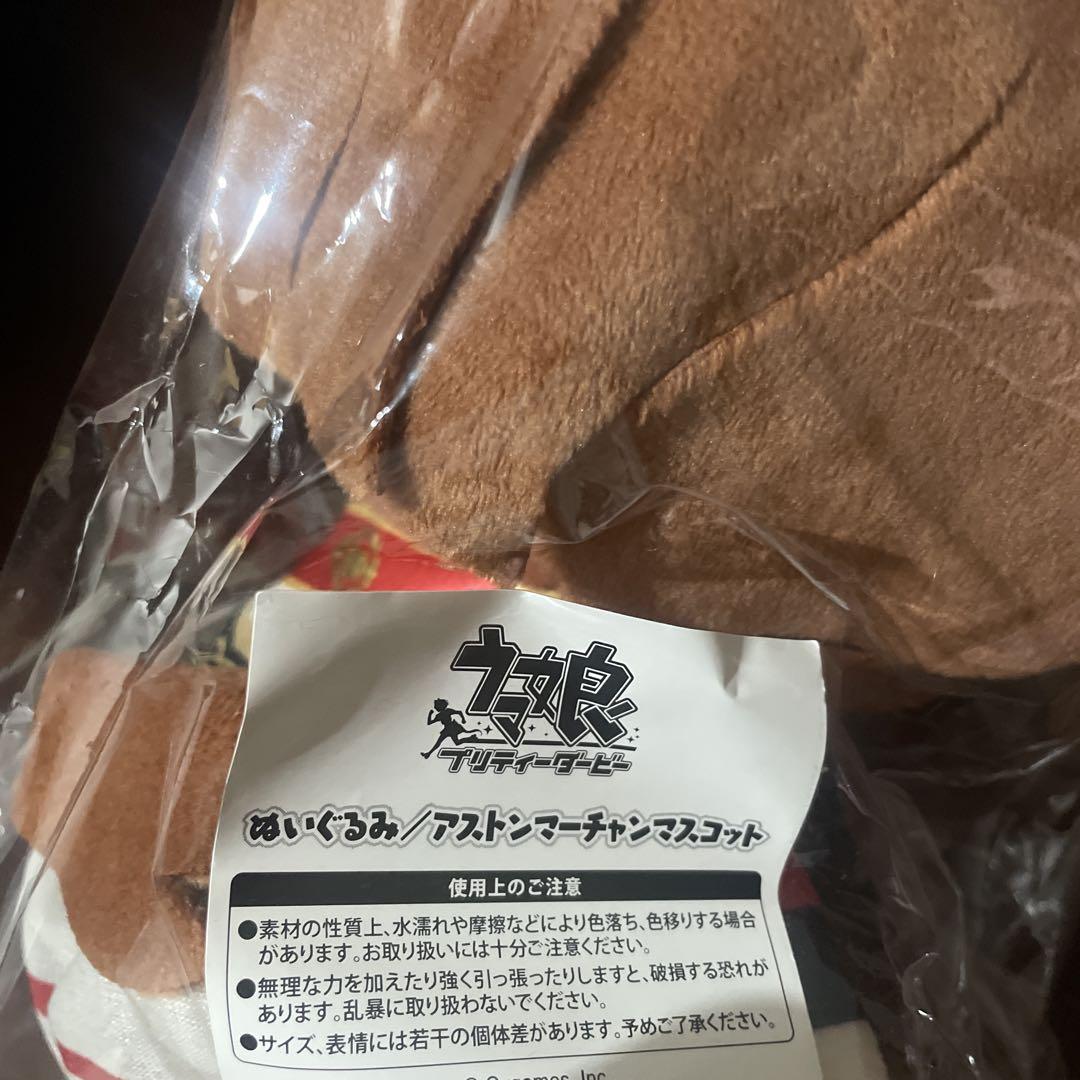 ウマ娘
プリティーダービー
ぬいぐるみ/アストンマーチャンマスコット
使用上のご注意
●素材の性質上、水濡れや摩擦などにより色落ち、色移りする場合
があります。お取り扱いには十分ご注意ください。
●無理な力を加えたり強く引っ張ったりしますと、破損する恐れが
あります。乱暴に取り扱わないでください。
●サイズ、表情には若干の個体差があります。予めご了承ください。
© Cygames, Inc.